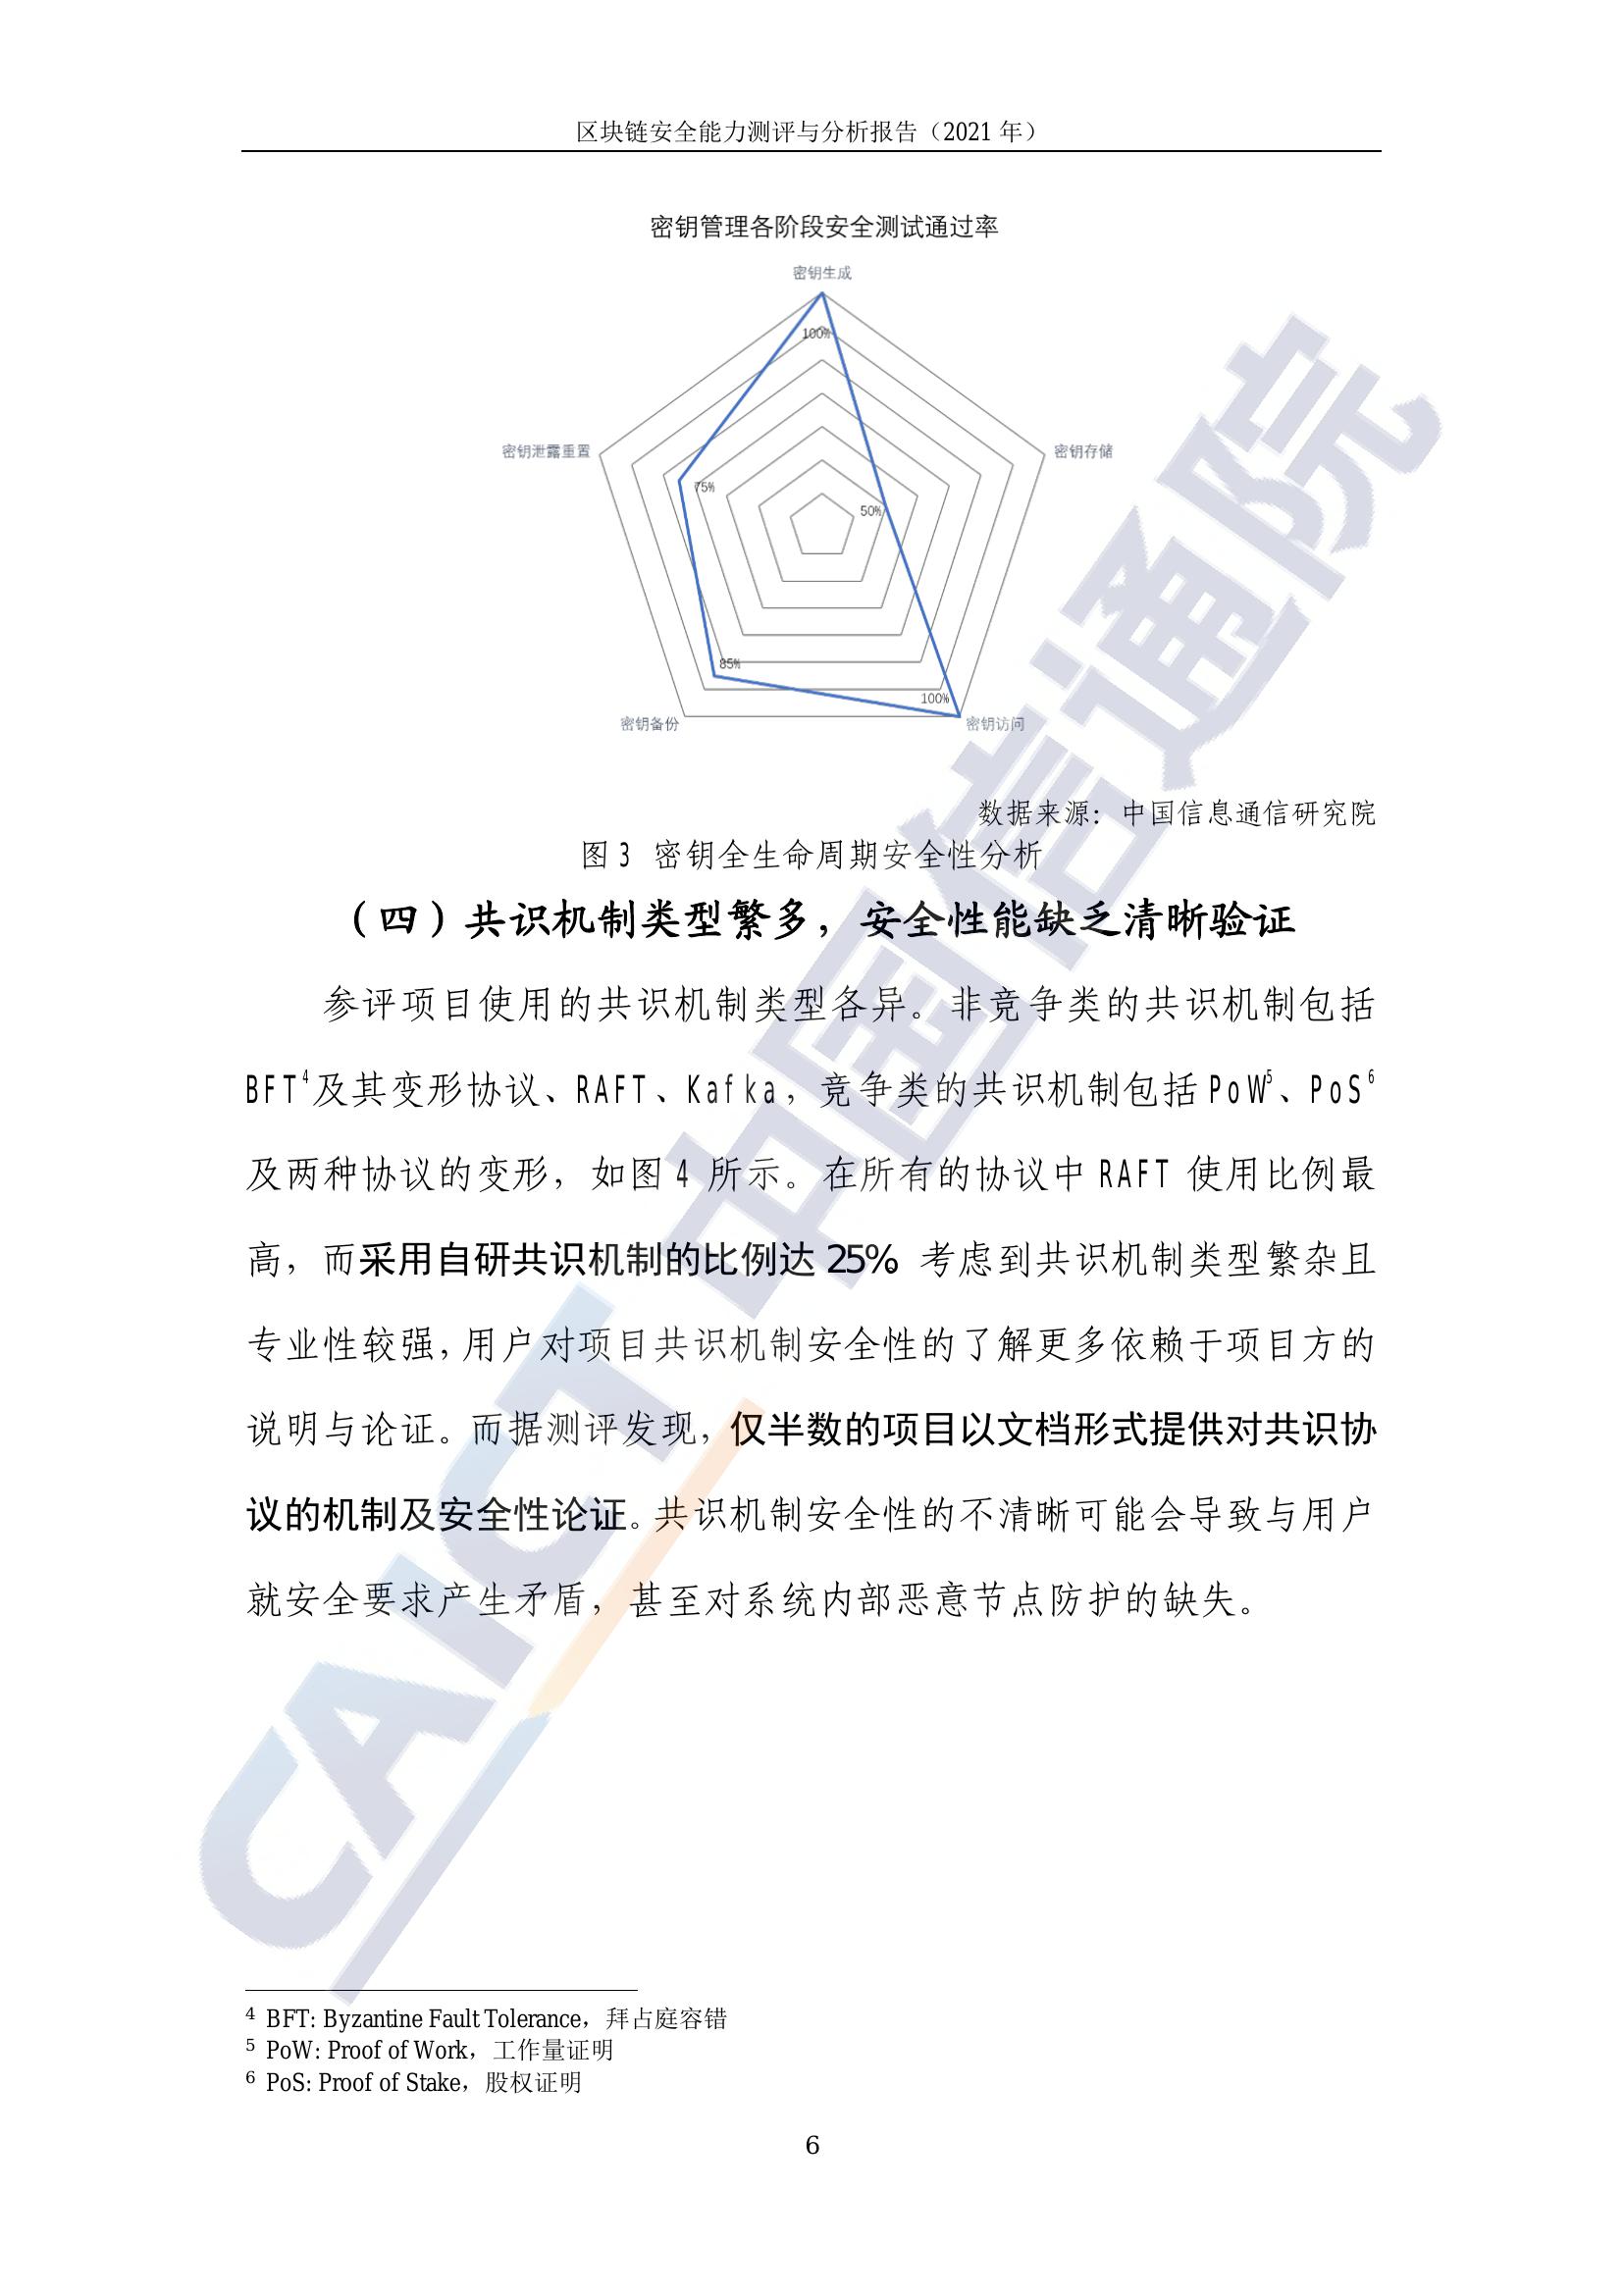 区块链安全能力测评与分析报告（2021 年）
密钥管理各阶段安全测试通过率
密钥生成
100%
密钥泄露重置
密钥存储
75%
50%
85%
100%
密钥备份
密钥访问
数据来源：中国信息通信研究院
图 3 密钥全生命周期安全性分析
（四）共识机制类型繁多，安全性能缺乏清晰验证
参评项目使用的共识机制类型各异。非竞争类的共识机制包括
BFT4及其变形协议、RAFT、Kafka，竞争类的共识机制包括 PoW5、PoS6
及两种协议的变形，如图 4 所示。在所有的协议中 RAFT 使用比例最
高，而采用自研共识机制的比例达 25%。考虑到共识机制类型繁杂且
专业性较强，用户对项目共识机制安全性的了解更多依赖于项目方的
说明与论证。而据测评发现，仅半数的项目以文档形式提供对共识协
议的机制及安全性论证。共识机制安全性的不清晰可能会导致与用户
就安全要求产生矛盾，甚至对系统内部恶意节点防护的缺失。
CAICT 中国信通院
4 BFT: Byzantine Fault Tolerance，拜占庭容错
5 PoW: Proof of Work，工作量证明
6 PoS: Proof of Stake，股权证明
6